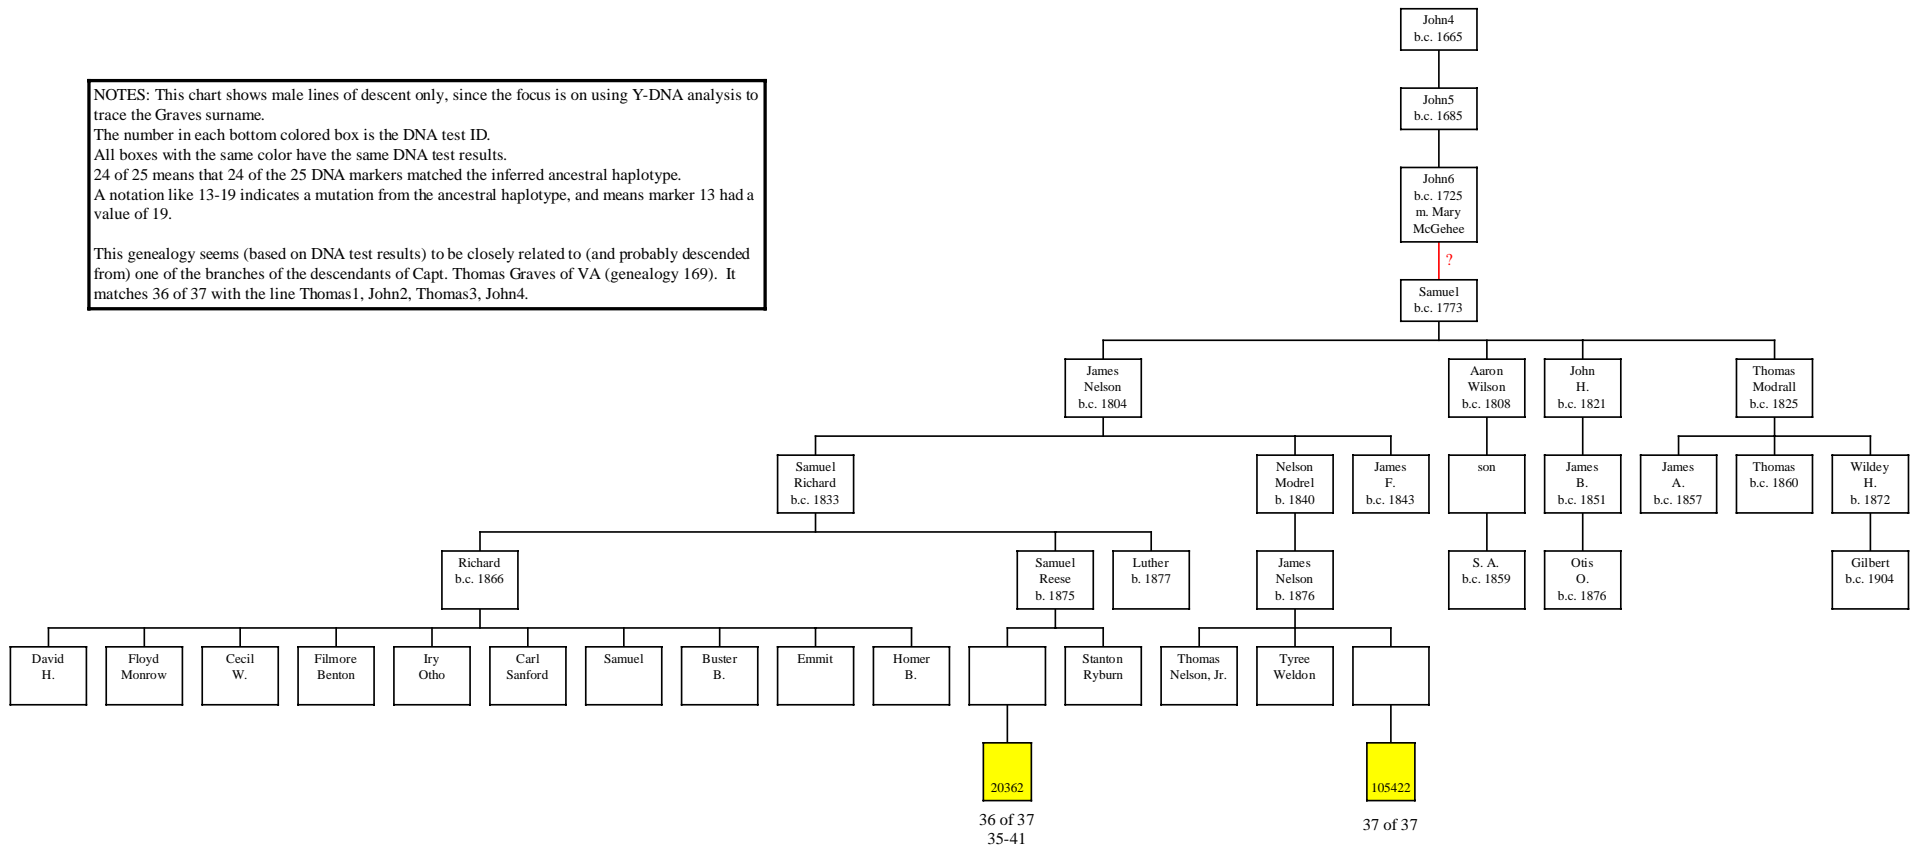 John4
b.c. 1665
NOTES: This chart shows male lines of descent only, since the focus is on using Y-DNA analysis to
trace the Graves surname.
The number in each bottom colored box is the DNA test ID.
All boxes with the same color have the same DNA test results.
24 of 25 means that 24 of the 25 DNA markers matched the inferred ancestral haplotype.
A notation like 13-19 indicates a mutation from the ancestral haplotype, and means marker 13 had a
value of 19.
This genealogy seems (based on DNA test results) to be closely related to (and probably descended
from) one of the branches of the descendants of Capt. Thomas Graves of VA (genealogy 169).  It
matches 36 of 37 with the line Thomas1, John2, Thomas3, John4.
John5
b.c. 1685
John6
b.c. 1725
m. Mary
McGehee
?
Samuel
b.c. 1773
James
Nelson
b.c. 1804
Aaron
Wilson
b.c. 1808
John
H.
b.c. 1821
Thomas
Modrall
b.c. 1825
Samuel
Richard
b.c. 1833
Nelson
Modrel
b. 1840
James
F.
b.c. 1843
son
James
B.
b.c. 1851
James
A.
b.c. 1857
Thomas
b.c. 1860
Wildey
H.
b. 1872
Richard
b.c. 1866
Samuel
Reese
b. 1875
Luther
b. 1877
James
Nelson
b. 1876
S. A.
b.c. 1859
Otis
O.
b.c. 1876
Gilbert
b.c. 1904
David
H.
Floyd
Monrow
Cecil
W.
Filmore
Benton
Iry
Otho
Carl
Sanford
Samuel
Buster
B.
Emmit
Homer
B.
Stanton
Ryburn
Thomas
Nelson, Jr.
Tyree
Weldon
20362
36 of 37
35-41
105422
37 of 37